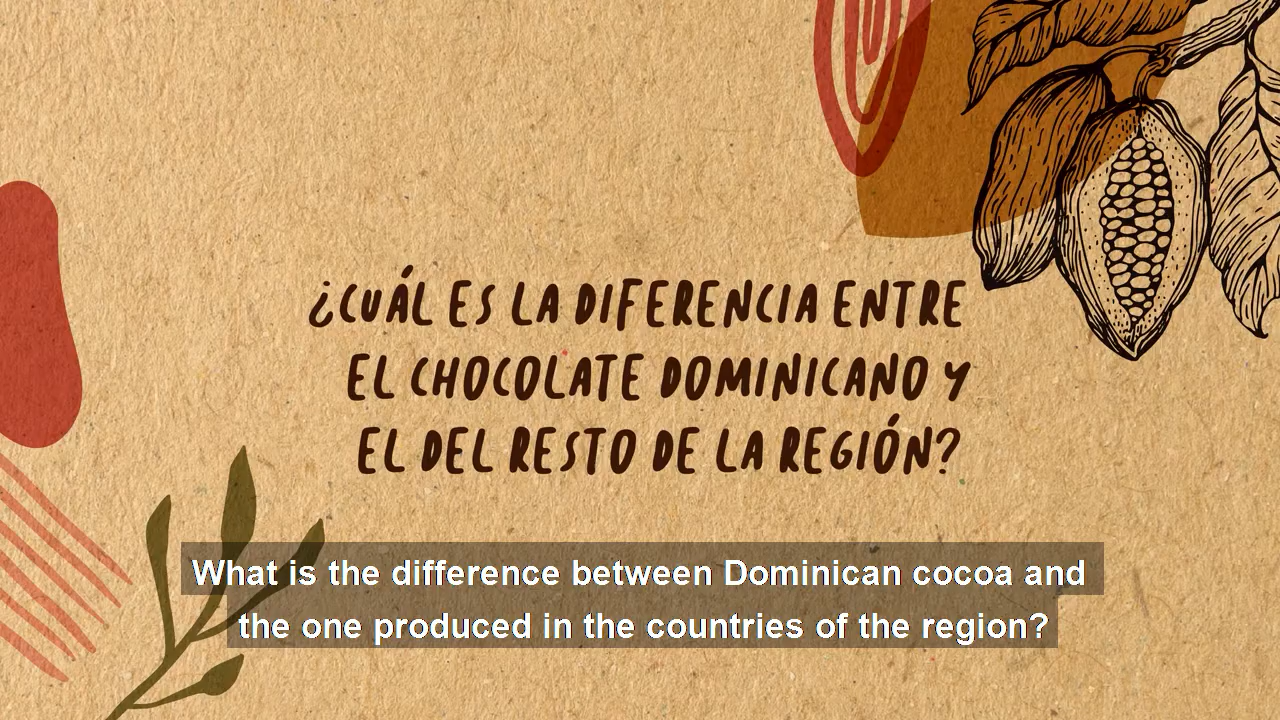 ¿CUÁL ES LA DIFERENCIA ENTRE
EL CHOCOLATE DOMINICANO Y
EL DEL RESTO DE LA REGIÓN?
What is the difference between Dominican cocoa and
the one produced in the countries of the region?